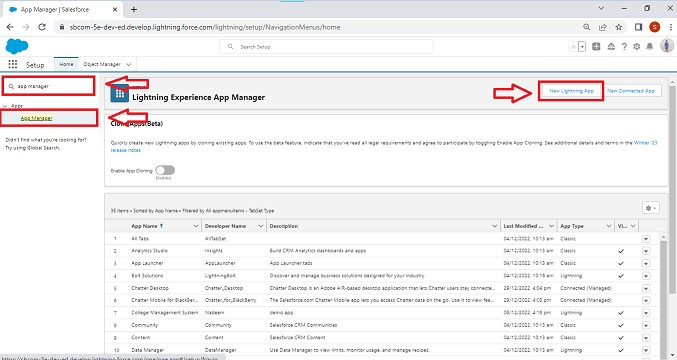 App Manager | Salesforce
sbcom-5e-dev-ed.develop.lightning.force.com/lightning/setup/NavigationMenus/home
Search Setup
Setup
Home
Object Manager
app manager
Apps
App Manager
Didn't find what you're looking for?
Try using Global Search.
Lightning Experience App Manager
New Lightning App
New Connected App
Clone Apps (Beta)
Quickly create new Lightning apps by cloning existing apps. To use the beta feature, indicate that you've read all legal requirements and agree to participate by toggling Enable App Cloning. See additional details and terms in the Winter '23
release notes
Enable App Cloning
Disabled
35 items • Sorted by App Name • Filtered by All appmenuitems - TabSet Type
App Name Developer Name Description Last Modified ... App Type Vi...
1 All Tabs AllTabSet 04/12/2022, 10:13 am Classic
2 Analytics Studio Insights Build CRM Analytics dashboards and apps 04/12/2022, 10:13 am Classic
3 App Launcher AppLauncher App Launcher tabs 04/12/2022, 10:13 am Classic
4 Bolt Solutions LightningBolt Discover and manage business solutions designed for your industry. 04/12/2022, 10:16 am Lightning
5 Chatter Desktop Chatter_Desktop Chatter Desktop is an Adobe AIR-based desktop application that lets Chatter users stay connecte... 29/12/2022, 4:04 pm Connected (Managed)
6 Chatter Mobile for BlackBer... Chatter_for_BlackBerry The Salesforce.com Chatter Mobile app lets you access Chatter data on the go. Use it to view fee... 29/12/2022, 4:05 pm Connected (Managed)
7 College Management System Nadeem demo app 08/12/2022, 4:16 pm Lightning
8 Community Community Salesforce CRM Communities 04/12/2022, 10:13 am Classic
9 Content Content Salesforce CRM Content 04/12/2022, 10:13 am Classic
10 Data Manager DataManager Use Data Manager to view limits, monitor usage, and manage recipes. 04/12/2022, 10:13 am Lightning